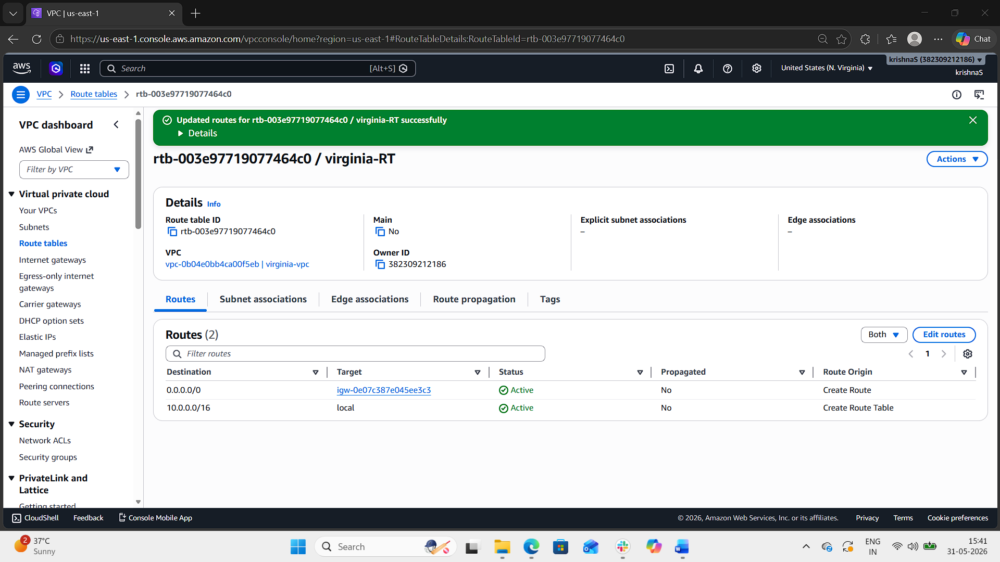 VPC | us-east-1
https://us-east-1.console.aws.amazon.com/vpcconsole/home?region=us-east-1#RouteTableDetails:RouteTableId=rtb-003e97719077464c0
Chat
aws
Search
[Alt+S]
United States (N. Virginia)
krishnaS (382309212186)
krishnaS
VPC
Route tables
rtb-003e97719077464c0
VPC dashboard
AWS Global View
Filter by VPC
Virtual private cloud
Your VPCs
Subnets
Route tables
Internet gateways
Egress-only internet
gateways
Carrier gateways
DHCP option sets
Elastic IPs
Managed prefix lists
NAT gateways
Peering connections
Route servers
Security
Network ACLs
Security groups
PrivateLink and
Lattice
Getting started
Updated routes for rtb-003e97719077464c0 / virginia-RT successfully
Details
rtb-003e97719077464c0 / virginia-RT
Actions
Details Info
Route table ID
rtb-003e97719077464c0
Main
No
Explicit subnet associations
–
Edge associations
–
VPC
vpc-0b04e0bb4ca00f5eb | virginia-vpc
Owner ID
382309212186
Routes
Subnet associations
Edge associations
Route propagation
Tags
Routes (2)
Both
Edit routes
Filter routes
1
Destination Target Status Propagated Route Origin
0.0.0.0/0 igw-0e07c387e045ee3c3 Active No Create Route
10.0.0.0/16 local Active No Create Route Table
CloudShell Feedback Console Mobile App
© 2026, Amazon Web Services, Inc. or its affiliates. Privacy Terms Cookie preferences
2
37°C
Sunny
Search
ENG
IN
15:41
31-05-2026